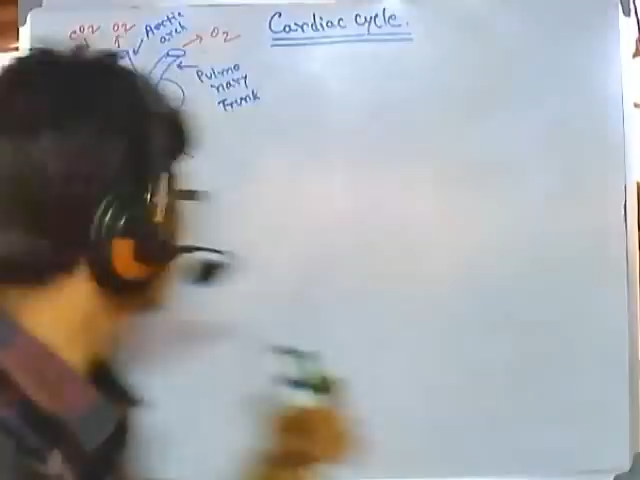 Cardiac cycle.
CO2 O2 Aortic
arch
O2
Pulmo
nary
Trunk